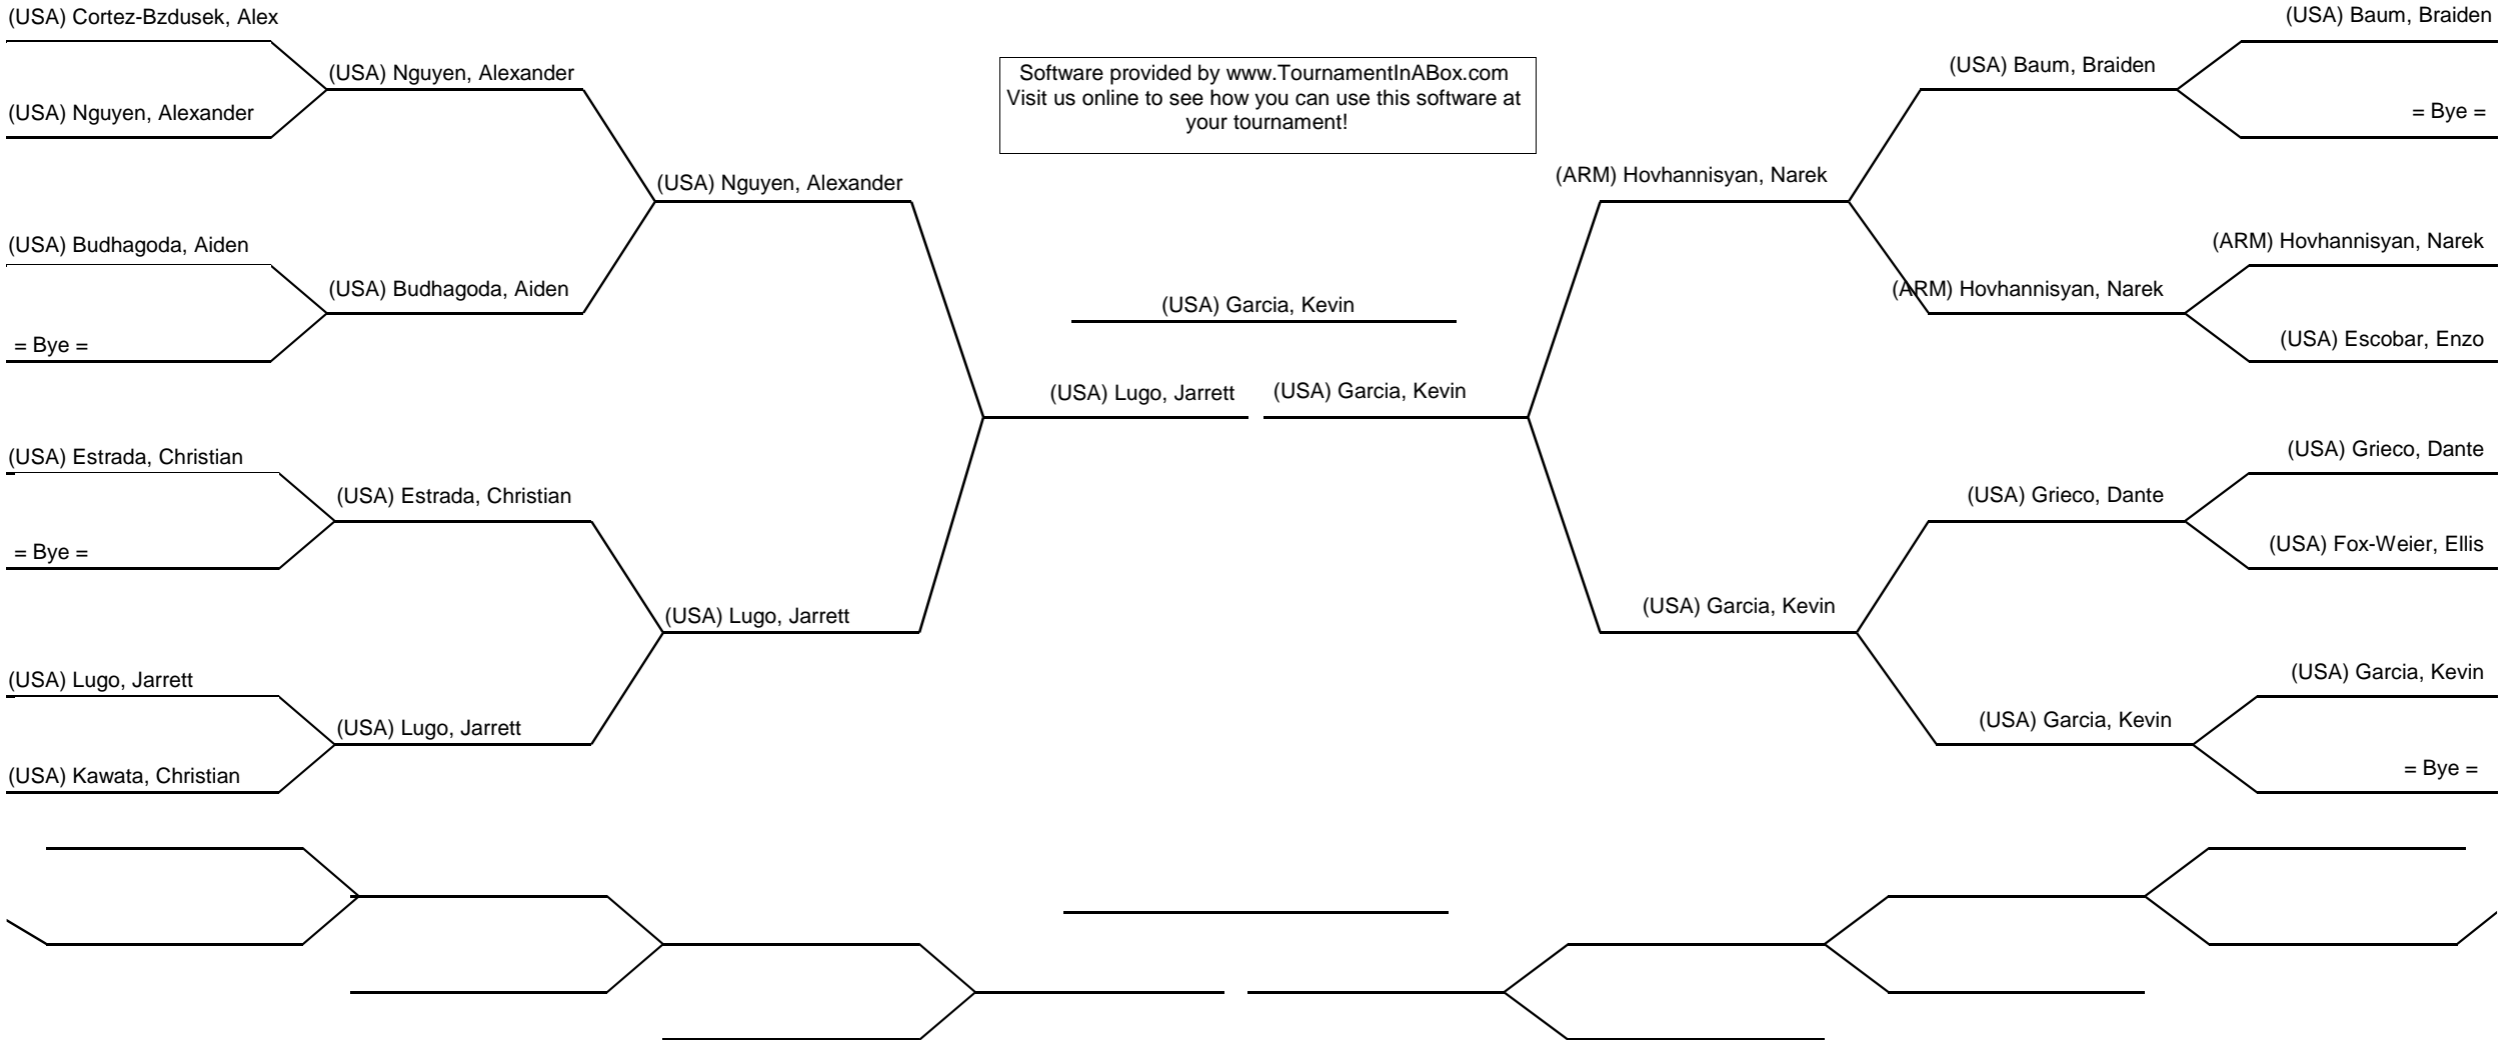 (USA) Cortez-Bzdusek, Alex
(USA) Nguyen, Alexander
(USA) Budhagoda, Aiden
= Bye =
(USA) Estrada, Christian
= Bye =
(USA) Lugo, Jarrett
(USA) Kawata, Christian
(USA) Nguyen, Alexander
(USA) Budhagoda, Aiden
(USA) Estrada, Christian
(USA) Lugo, Jarrett
(USA) Nguyen, Alexander
(USA) Lugo, Jarrett
Software provided by www.TournamentInABox.com
Visit us online to see how you can use this software at
your tournament!
(USA) Garcia, Kevin
(USA) Lugo, Jarrett
(USA) Garcia, Kevin
(ARM) Hovhannisyan, Narek
(USA) Garcia, Kevin
(USA) Baum, Braiden
(ARM) Hovhannisyan, Narek
(USA) Grieco, Dante
(USA) Garcia, Kevin
(USA) Baum, Braiden
= Bye =
(ARM) Hovhannisyan, Narek
(USA) Escobar, Enzo
(USA) Grieco, Dante
(USA) Fox-Weier, Ellis
(USA) Garcia, Kevin
= Bye =